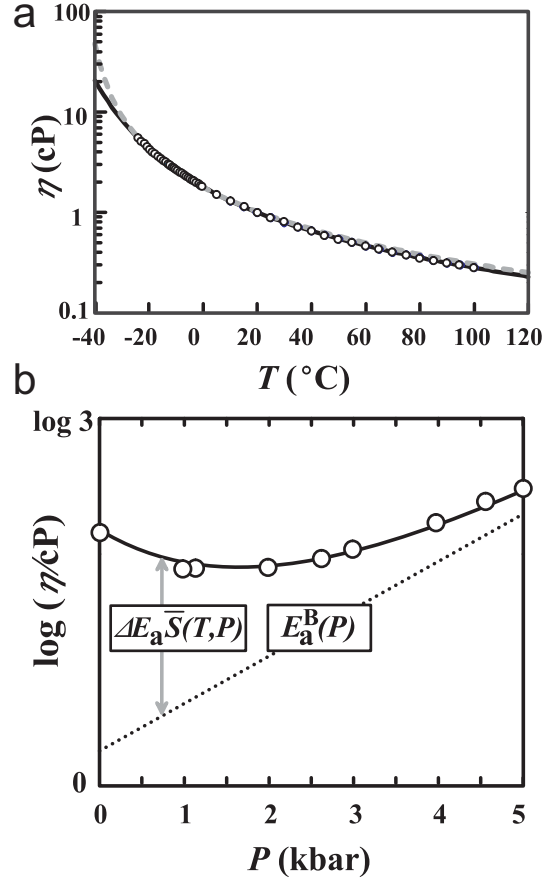 a
100
10
1
0.1
η (cP)
-40 -20 0 20 40 60 80 100 120
T (°C)
b
log 3
0
log (η/cP)
ΔEₐS̅(T,P)
Eₐᴮ(P)
0 1 2 3 4 5
P (kbar)